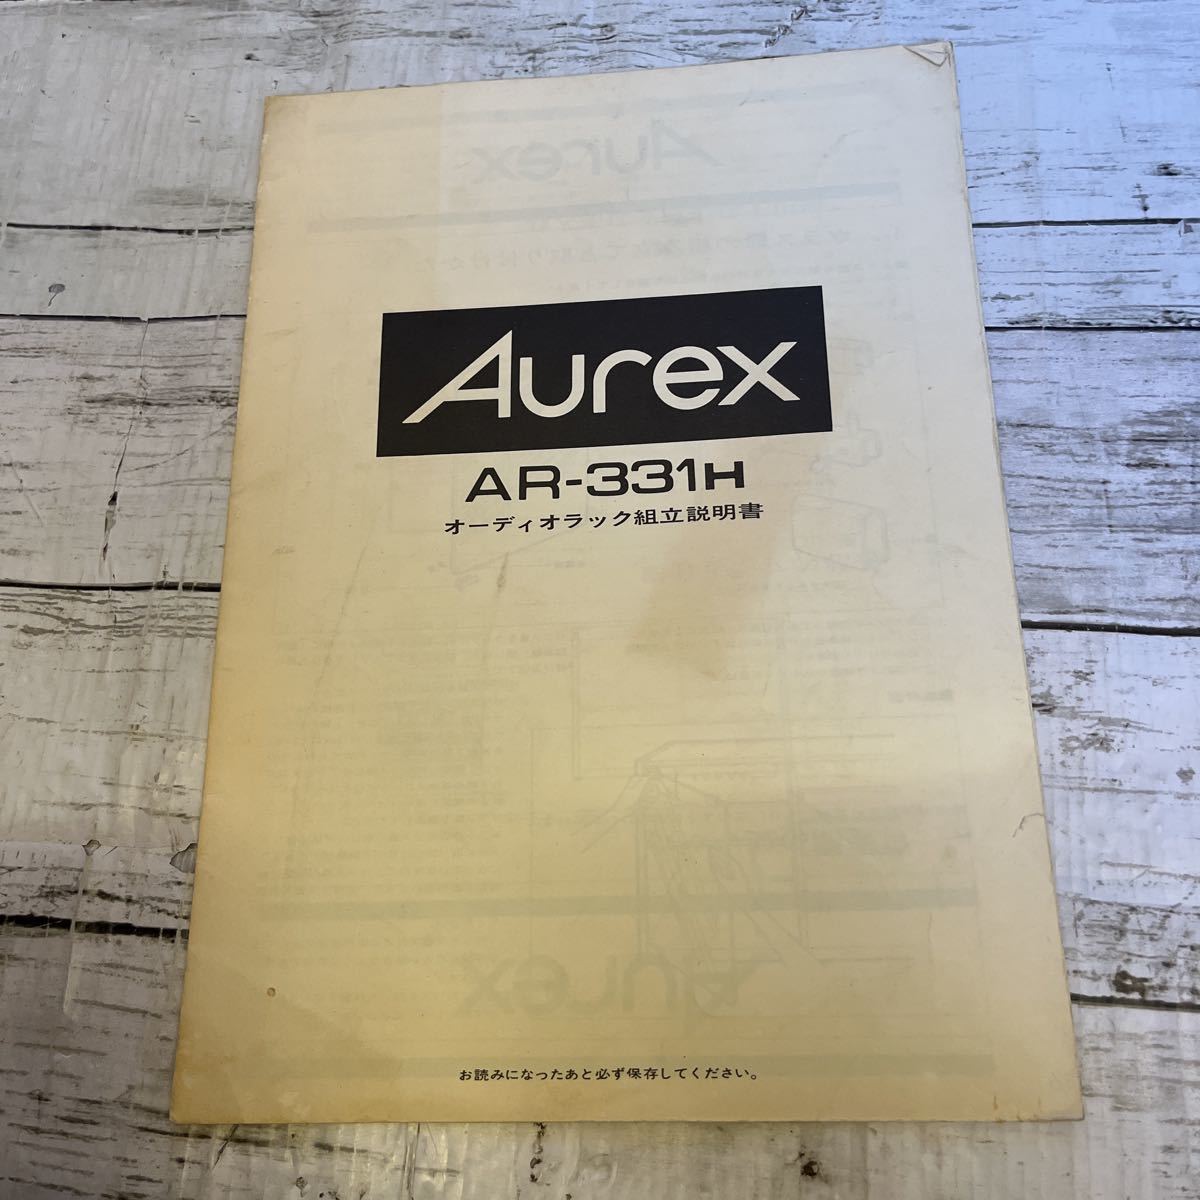 Aurex
AR-331H
オーディオラック組立説明書
お読みになったあと必ず保存してください。